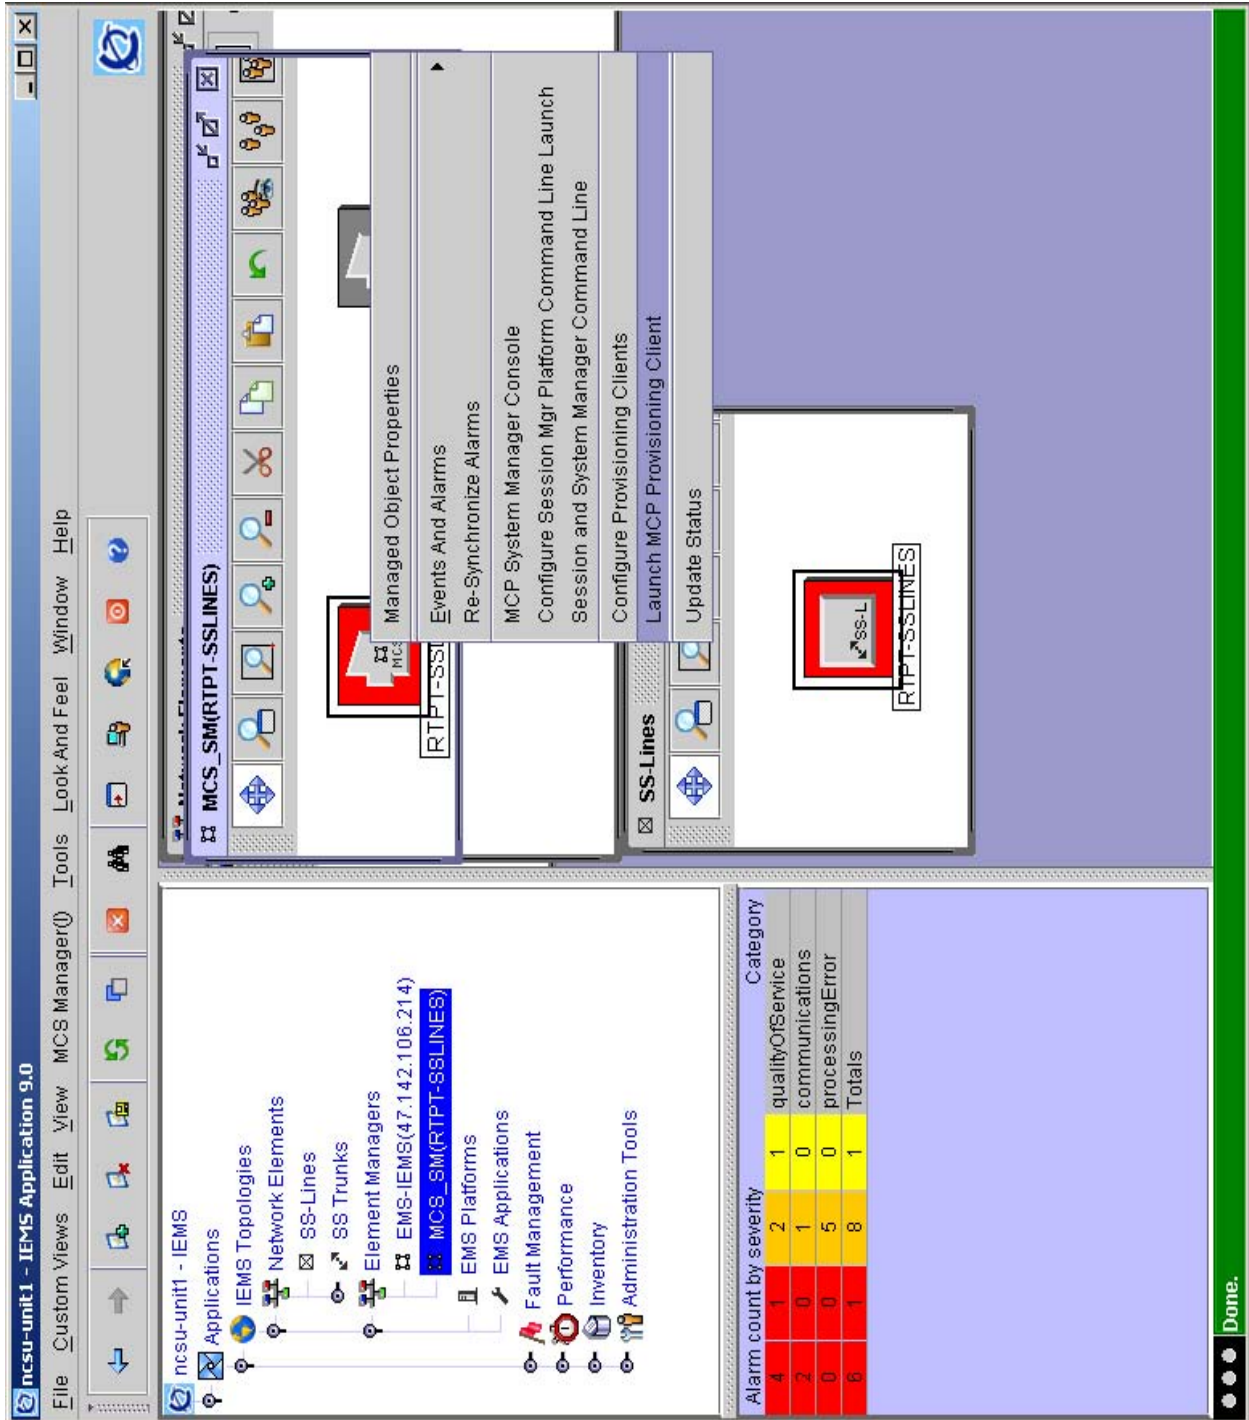 ncsu-unit1 - IEMS Application 9.0
File Custom Views Edit View MCS Manager(I) Tools Look And Feel Window Help
ncsu-unit1 - IEMS
Applications
IEMS Topologies
Network Elements
SS-Lines
SS Trunks
Element Managers
EMS-IEMS(47.142.106.214)
MCS_SM(RTPT-SSLINES)
EMS Platforms
EMS Applications
Fault Management
Performance
Inventory
Administration Tools
Alarm count by severity Category
4 1 2 1 qualityOfService
2 0 1 0 communications
0 0 5 0 processingError
6 1 8 1 Totals
MCS_SM(RTPT-SSLINES)
MCS
Managed Object Properties
Events And Alarms
Re-Synchronize Alarms
MCP System Manager Console
Configure Session Mgr Platform Command Line Launch
Session and System Manager Command Line
Configure Provisioning Clients
Launch MCP Provisioning Client
Update Status
SS-Lines
SS-L
RTPT-SSLINES
Done.